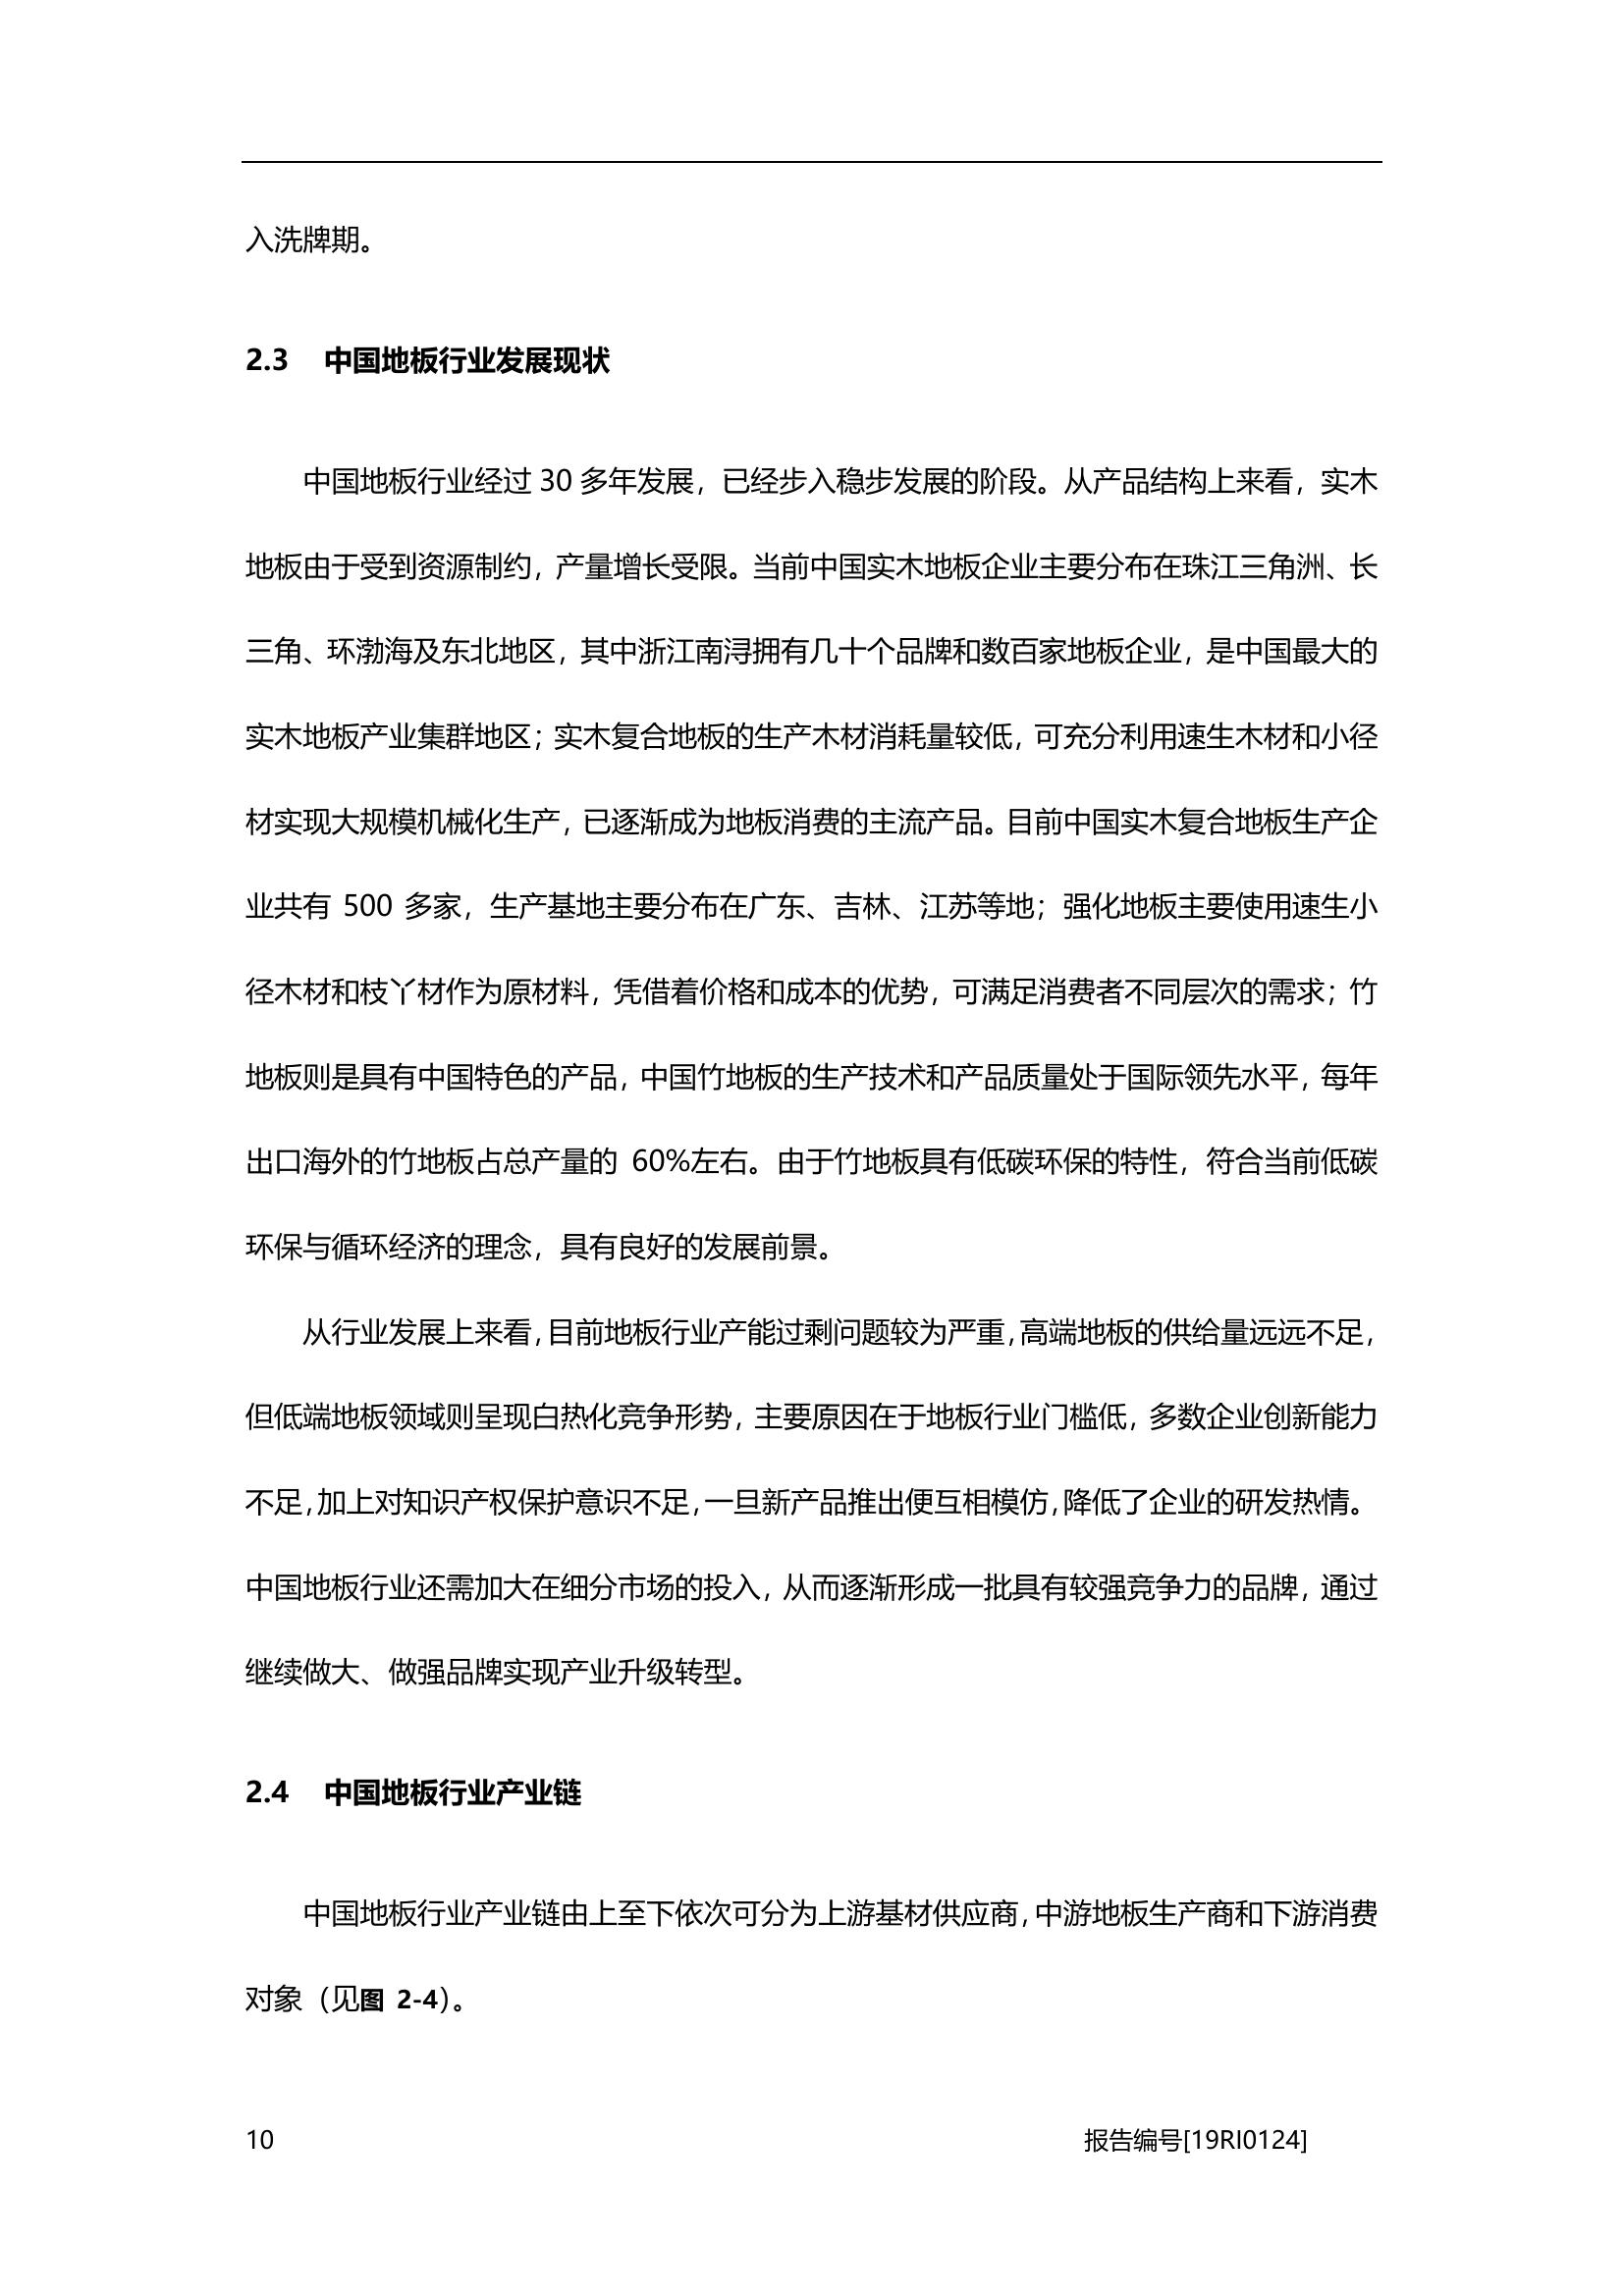 入洗牌期。
2.3 中国地板行业发展现状
中国地板行业经过 30 多年发展，已经步入稳步发展的阶段。从产品结构上来看，实木
地板由于受到资源制约，产量增长受限。当前中国实木地板企业主要分布在珠江三角洲、长
三角、环渤海及东北地区，其中浙江南浔拥有几十个品牌和数百家地板企业，是中国最大的
实木地板产业集群地区；实木复合地板的生产木材消耗量较低，可充分利用速生木材和小径
材实现大规模机械化生产，已逐渐成为地板消费的主流产品。目前中国实木复合地板生产企
业共有 500 多家，生产基地主要分布在广东、吉林、江苏等地；强化地板主要使用速生小
径木材和枝丫材作为原材料，凭借着价格和成本的优势，可满足消费者不同层次的需求；竹
地板则是具有中国特色的产品，中国竹地板的生产技术和产品质量处于国际领先水平，每年
出口海外的竹地板占总产量的 60%左右。由于竹地板具有低碳环保的特性，符合当前低碳
环保与循环经济的理念，具有良好的发展前景。
从行业发展上来看，目前地板行业产能过剩问题较为严重，高端地板的供给量远远不足，
但低端地板领域则呈现白热化竞争形势，主要原因在于地板行业门槛低，多数企业创新能力
不足，加上对知识产权保护意识不足，一旦新产品推出便互相模仿，降低了企业的研发热情。
中国地板行业还需加大在细分市场的投入，从而逐渐形成一批具有较强竞争力的品牌，通过
继续做大、做强品牌实现产业升级转型。
2.4 中国地板行业产业链
中国地板行业产业链由上至下依次可分为上游基材供应商，中游地板生产商和下游消费
对象（见图 2-4）。
10 报告编号[19RI0124]